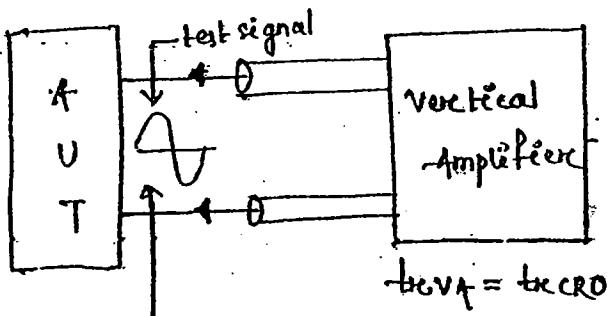 test signal
A
U
T
Vertical
Amplifier
trVA = trCRO